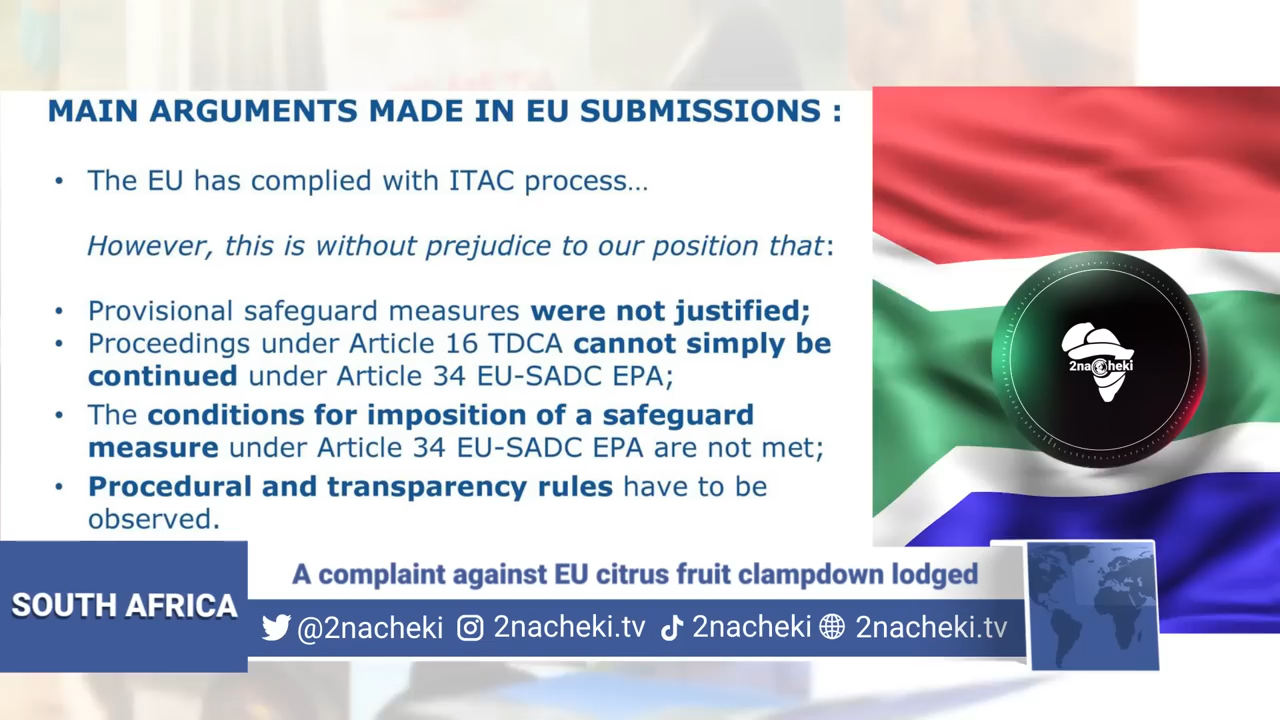 MAIN ARGUMENTS MADE IN EU SUBMISSIONS :
• The EU has complied with ITAC process…
However, this is without prejudice to our position that:
• Provisional safeguard measures were not justified;
• Proceedings under Article 16 TDCA cannot simply be
continued under Article 34 EU-SADC EPA;
• The conditions for imposition of a safeguard
measure under Article 34 EU-SADC EPA are not met;
• Procedural and transparency rules have to be
observed.
2nacheki
SOUTH AFRICA
A complaint against EU citrus fruit clampdown lodged
@2nacheki 2nacheki.tv 2nacheki 2nacheki.tv